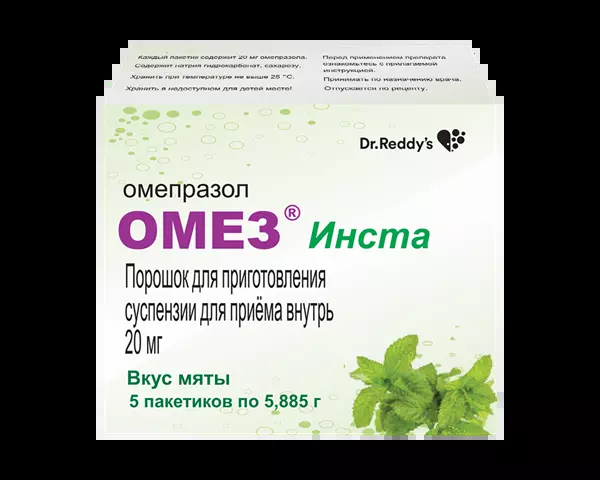 Каждый пакетик содержит 20 мг омепразола.
Содержит натрия гидрокарбонат, сахарозу.
Хранить при температуре не выше 25 °C.
Хранить в недоступном для детей месте!
Перед применением препарата
ознакомьтесь с прилагаемой
инструкцией.
Принимать по назначению врача.
Отпускается по рецепту.
Dr.Reddy's
омепразол
ОМЕЗ® Инста
Порошок для приготовления
суспензии для приёма внутрь
20 мг
Вкус мяты
5 пакетиков по 5,885 г